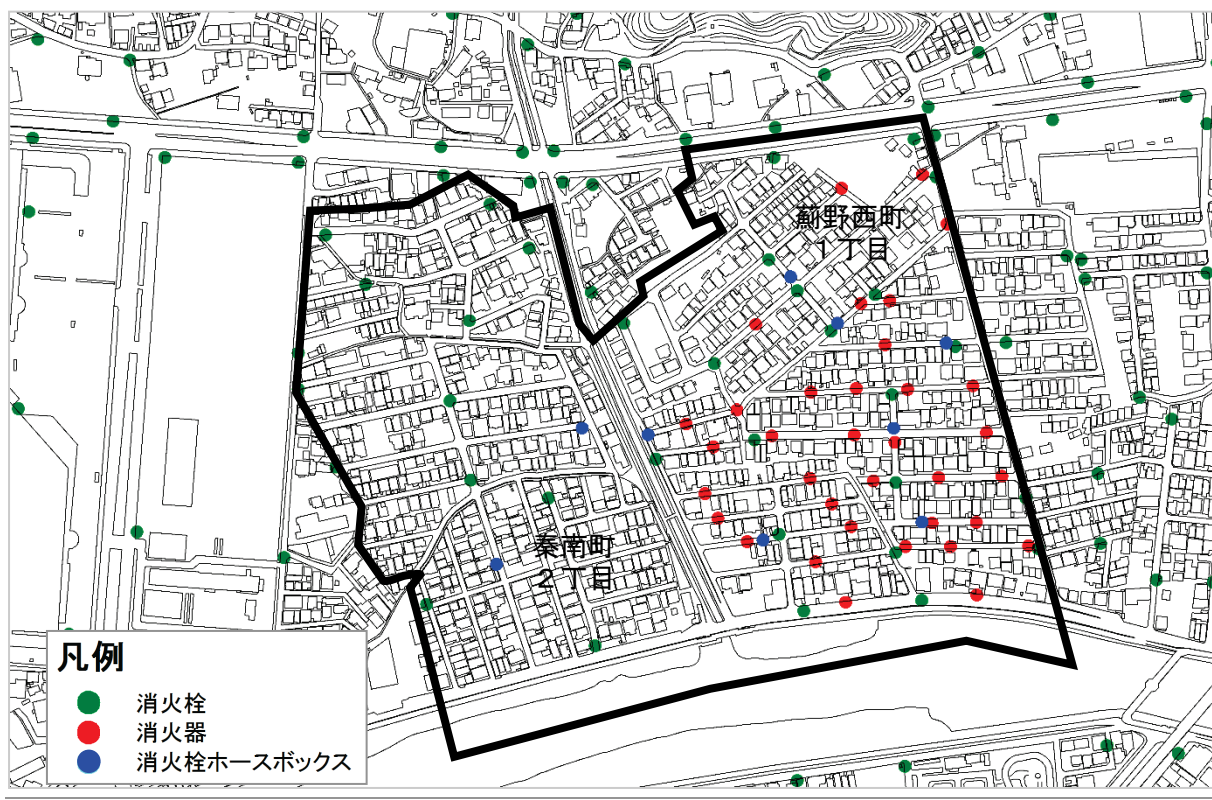 薊野西町
１丁目
秦南町
２丁目
凡例
消火栓
消火器
消火栓ホースボックス